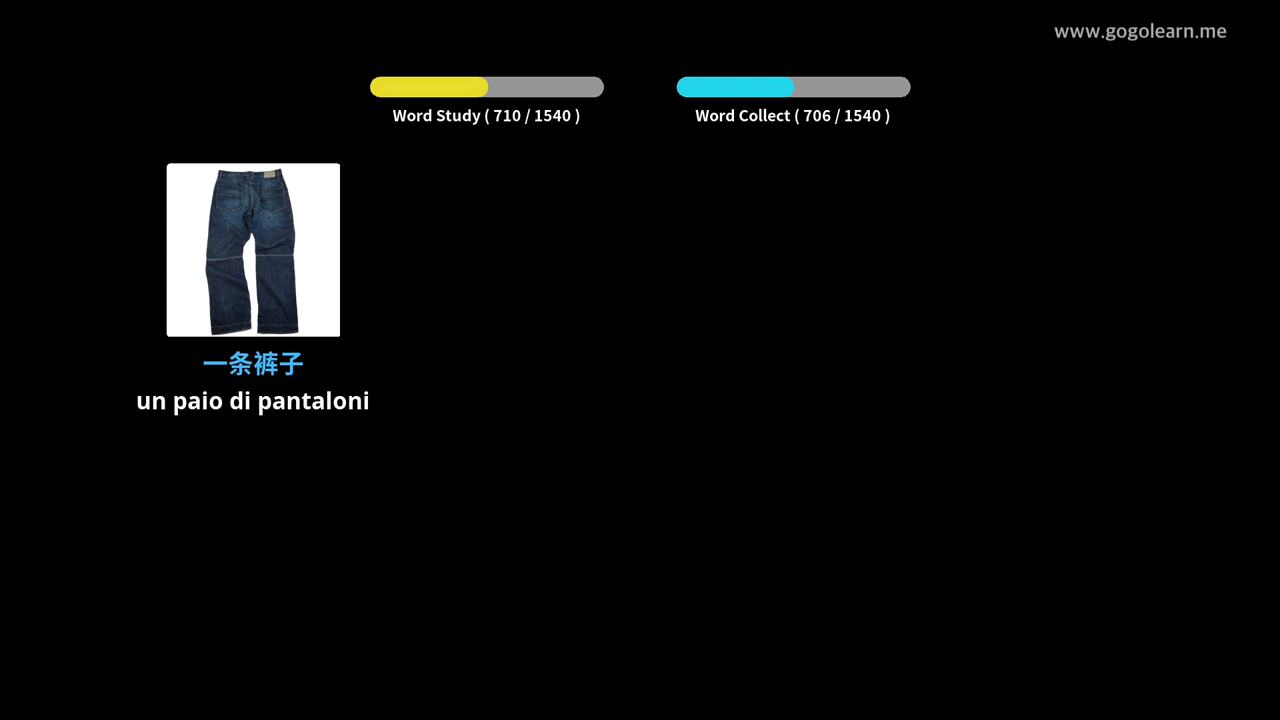 www.gogolearn.me
Word Study ( 710 / 1540 )
Word Collect ( 706 / 1540 )
一条裤子
un paio di pantaloni